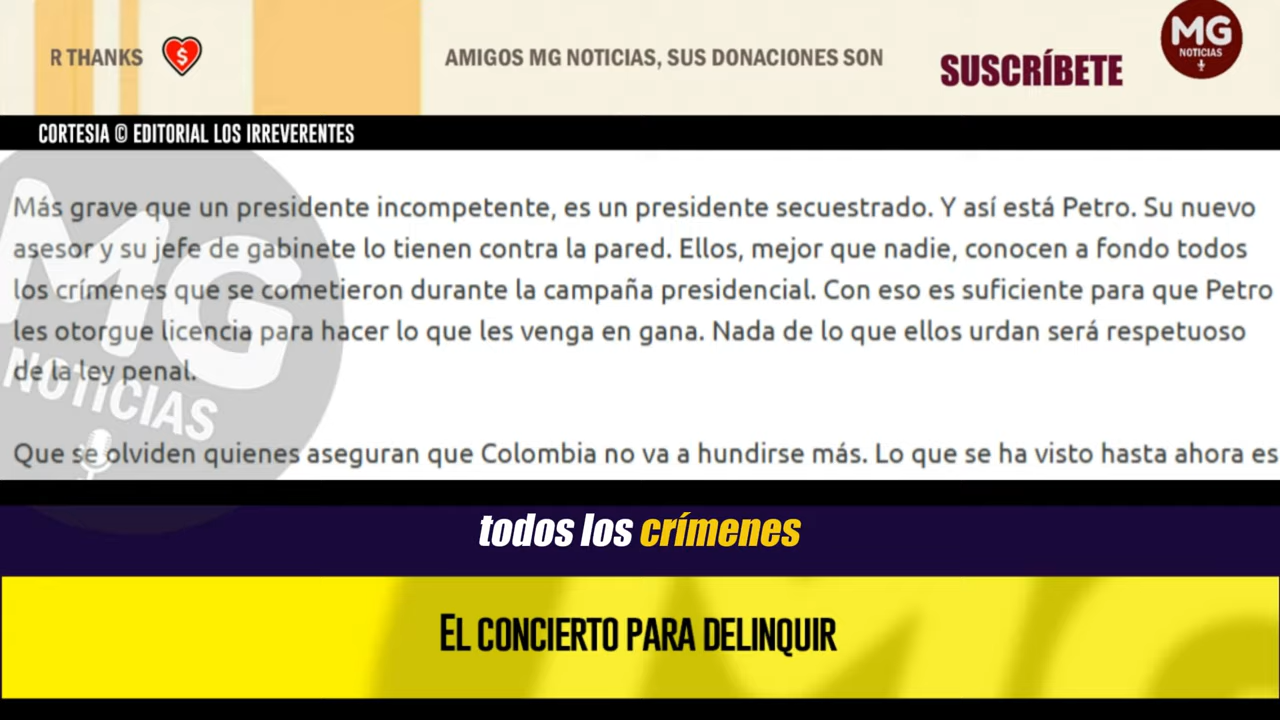 R THANKS
AMIGOS MG NOTICIAS, SUS DONACIONES SON
SUSCRÍBETE
MG
NOTICIAS
CORTESIA © EDITORIAL LOS IRREVERENTES
Más grave que un presidente incompetente, es un presidente secuestrado. Y así está Petro. Su nuevo
asesor y su jefe de gabinete lo tienen contra la pared. Ellos, mejor que nadie, conocen a fondo todos
los crímenes que se cometieron durante la campaña presidencial. Con eso es suficiente para que Petro
les otorgue licencia para hacer lo que les venga en gana. Nada de lo que ellos urdan será respetuoso
de la ley penal.
Que se olviden quienes aseguran que Colombia no va a hundirse más. Lo que se ha visto hasta ahora es
MG
NOTICIAS
todos los crímenes
EL CONCIERTO PARA DELINQUIR